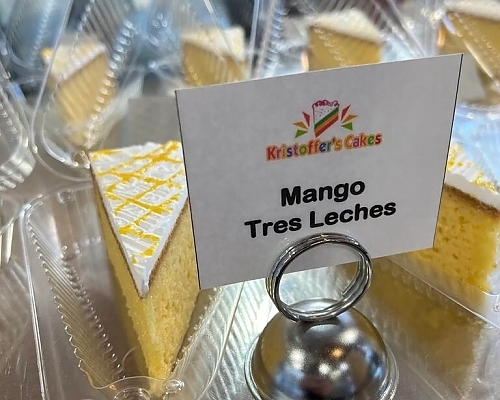 Kristoffer's Cakes
Mango
Tres Leches